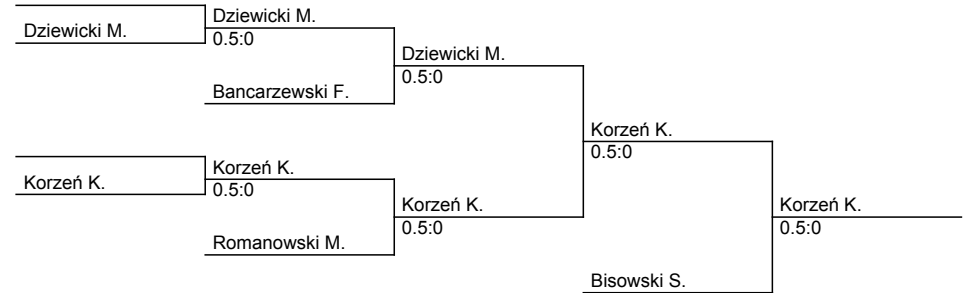 Dziewicki M.
Dziewicki M.
0.5:0
Dziewicki M.
0.5:0
Bancarzewski F.
Korzeń K.
0.5:0
Korzeń K.
Korzeń K.
0.5:0
Korzeń K.
0.5:0
Korzeń K.
0.5:0
Romanowski M.
Bisowski S.